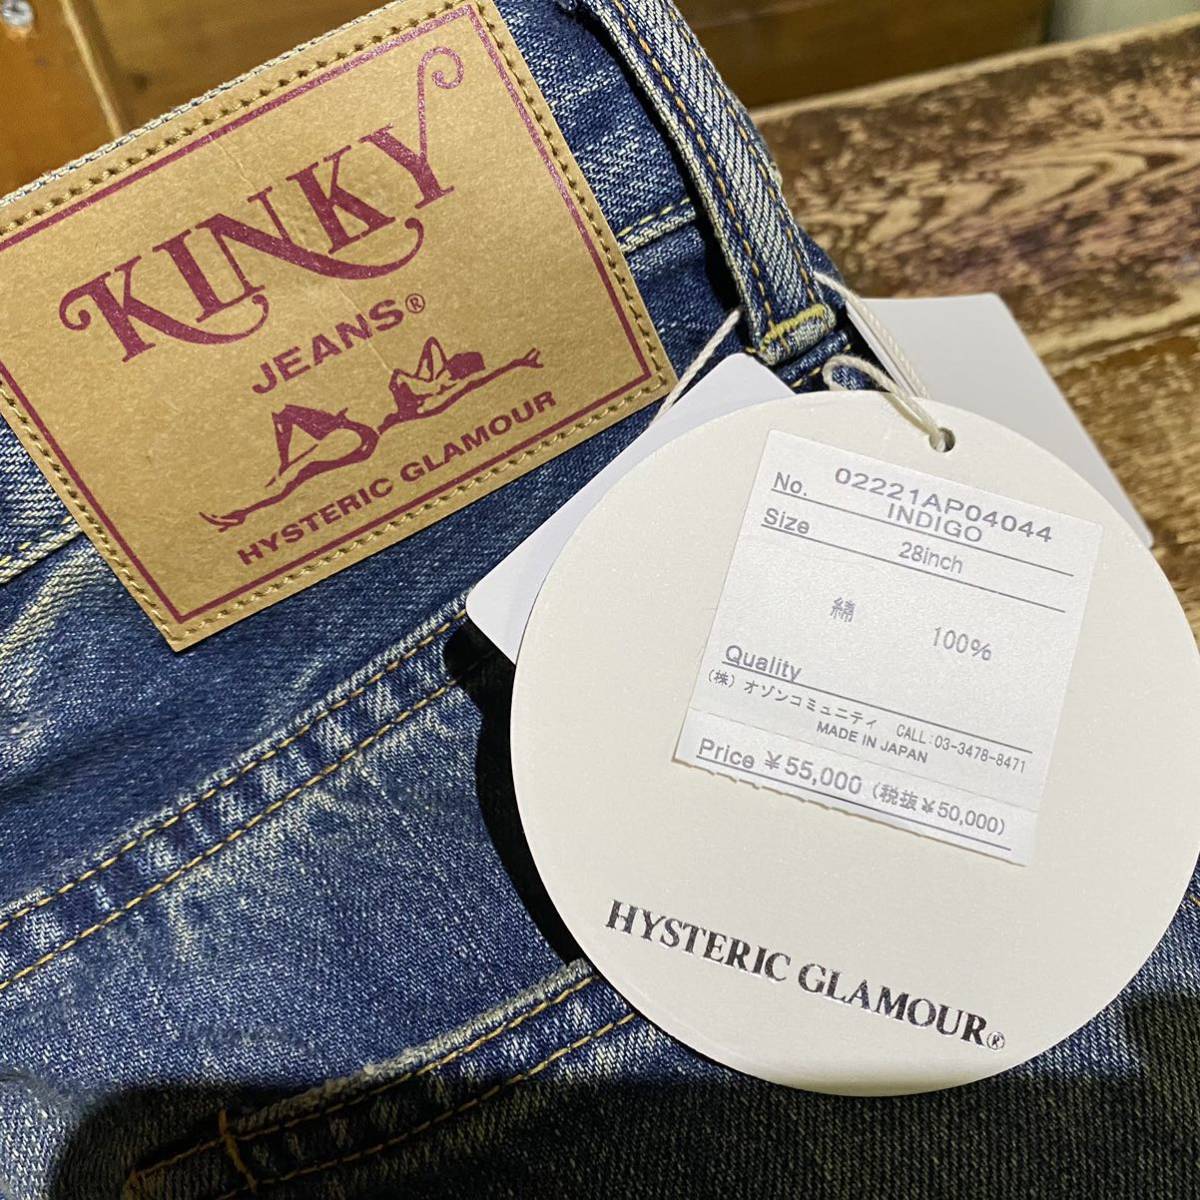 KINKY
JEANS®
HYSTERIC GLAMOUR
No. 02221AP04044
INDIGO
Size 28inch
綿 100%
Quality
(株) オゾンコミュニティ CALL:03-3478-8471
MADE IN JAPAN
Price ¥55,000 (税抜¥50,000)
HYSTERIC GLAMOUR®